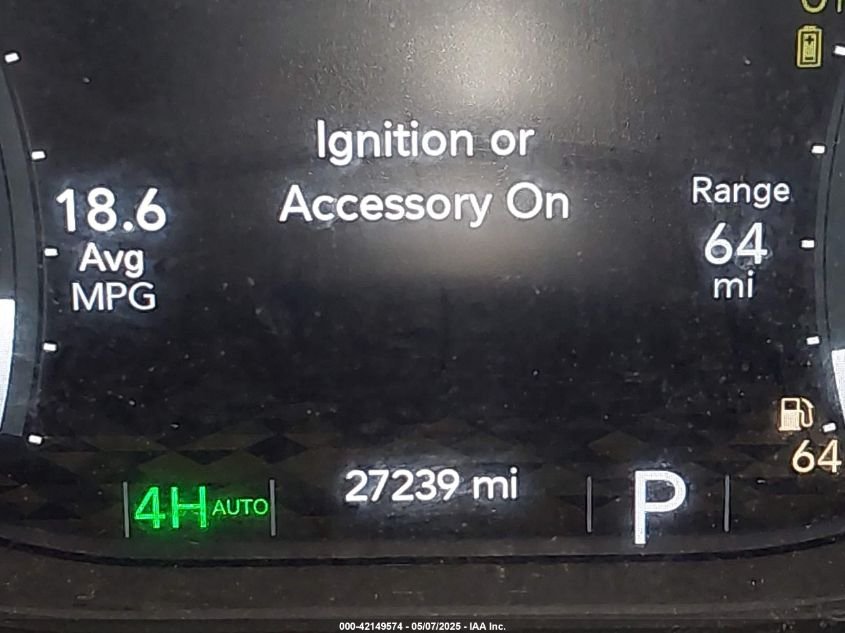 Ignition or
Accessory On
18.6
Avg
MPG
Range
64
mi
64
4H AUTO
27239 mi
P
000-42149574 - 05/07/2025 - IAA Inc.